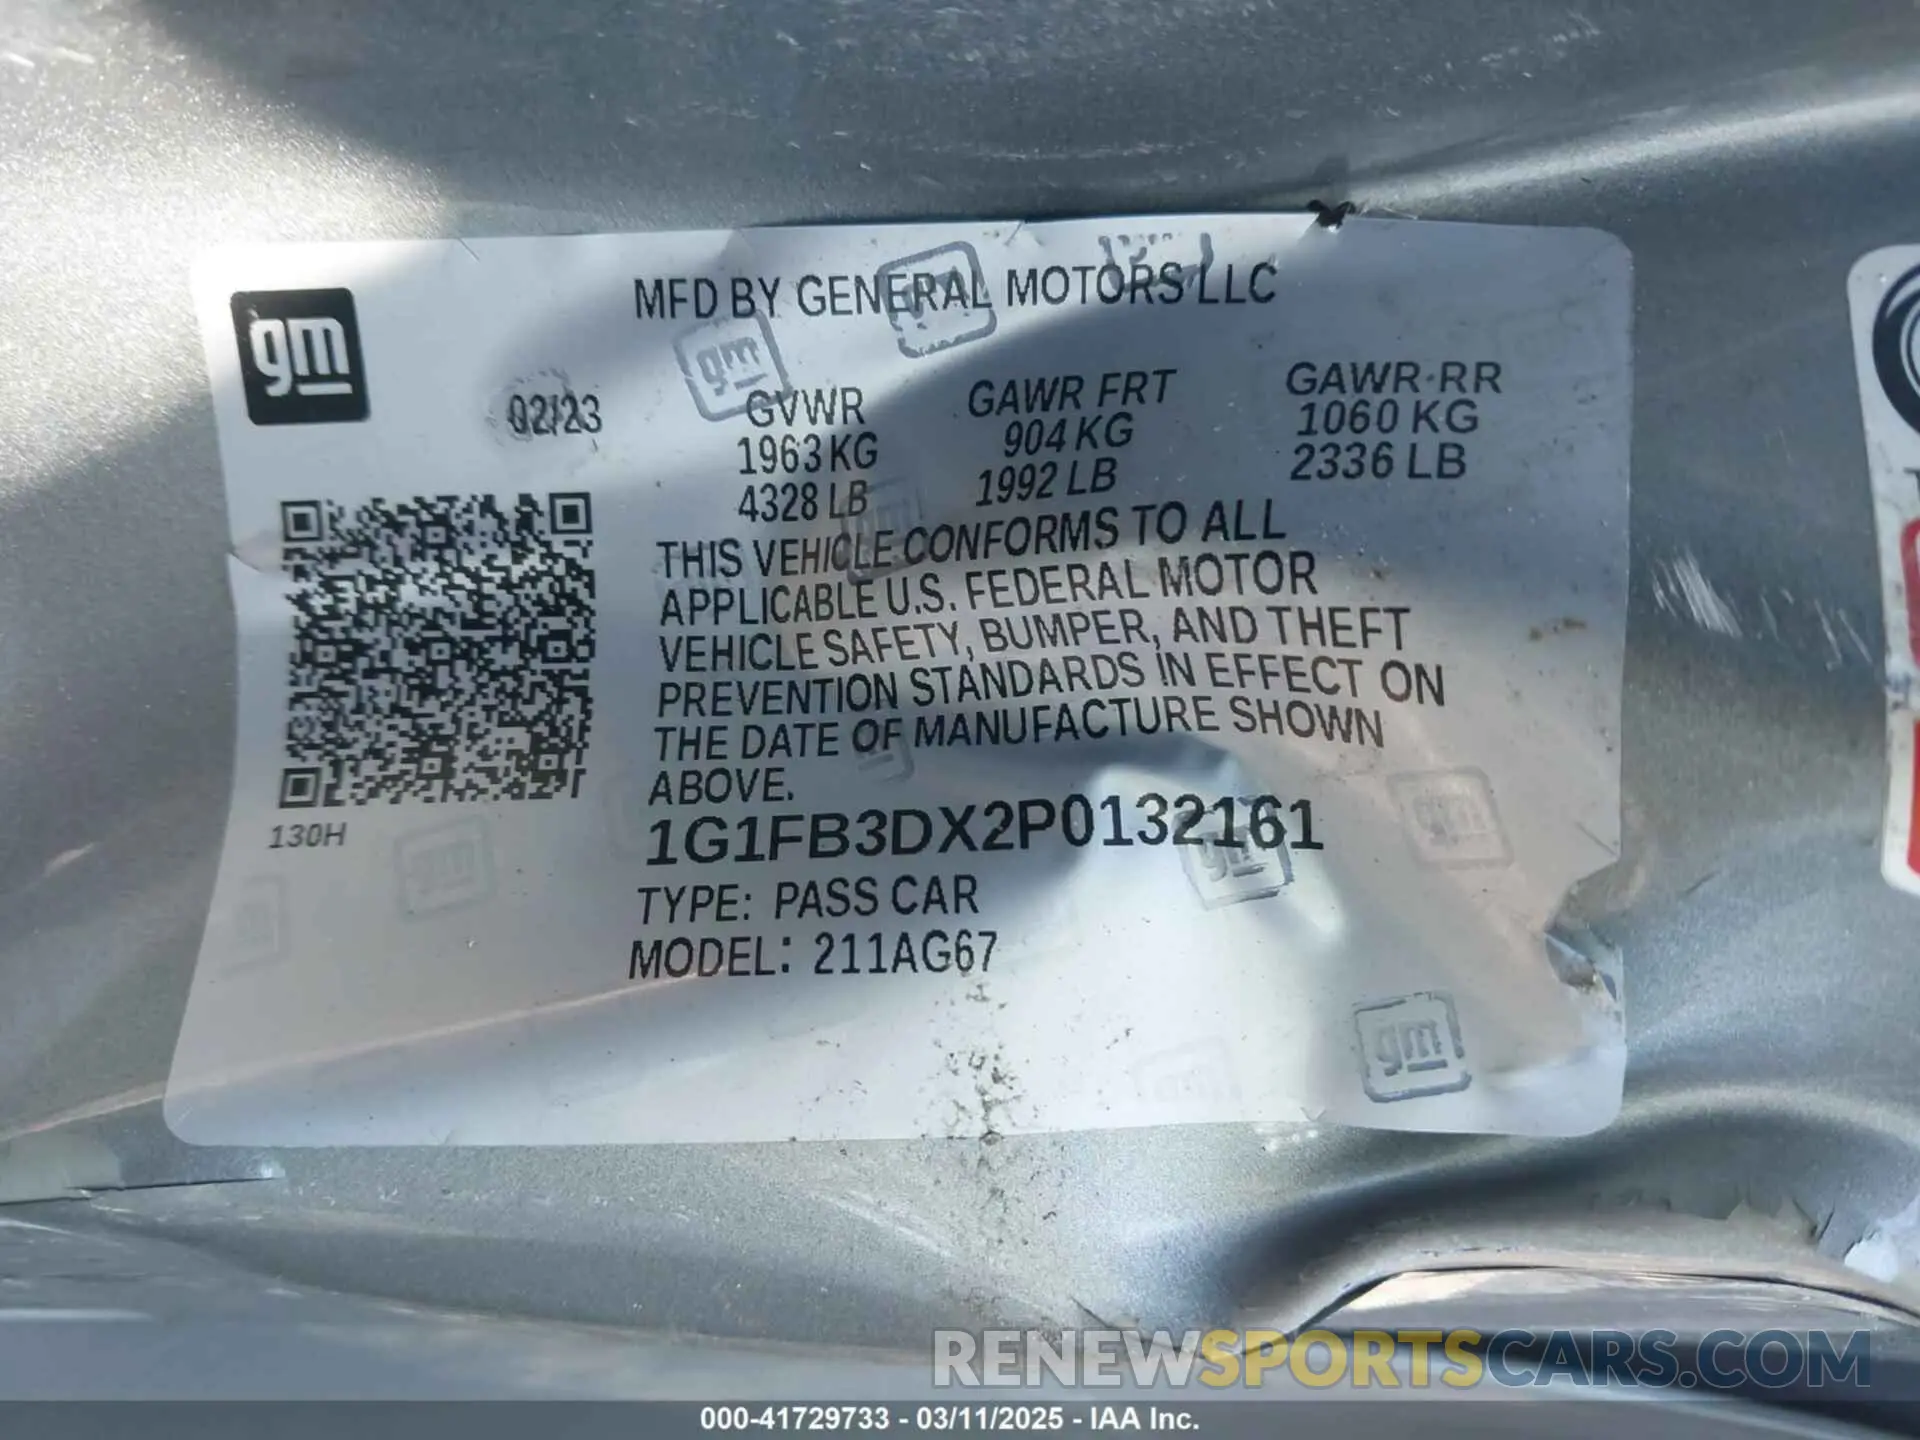 MFD BY GENERAL MOTORS LLC
gm
02/23
GVWR
1963 KG
4328 LB
GAWR FRT
904 KG
1992 LB
GAWR RR
1060 KG
2336 LB
THIS VEHICLE CONFORMS TO ALL
APPLICABLE U.S. FEDERAL MOTOR
VEHICLE SAFETY, BUMPER, AND THEFT
PREVENTION STANDARDS IN EFFECT ON
THE DATE OF MANUFACTURE SHOWN
ABOVE.
130H
1G1FB3DX2P0132161
TYPE: PASS CAR
MODEL: 211AG67
gm
gm
gm
RENEWSPORTSCARS.COM
000-41729733 - 03/11/2025 - IAA Inc.